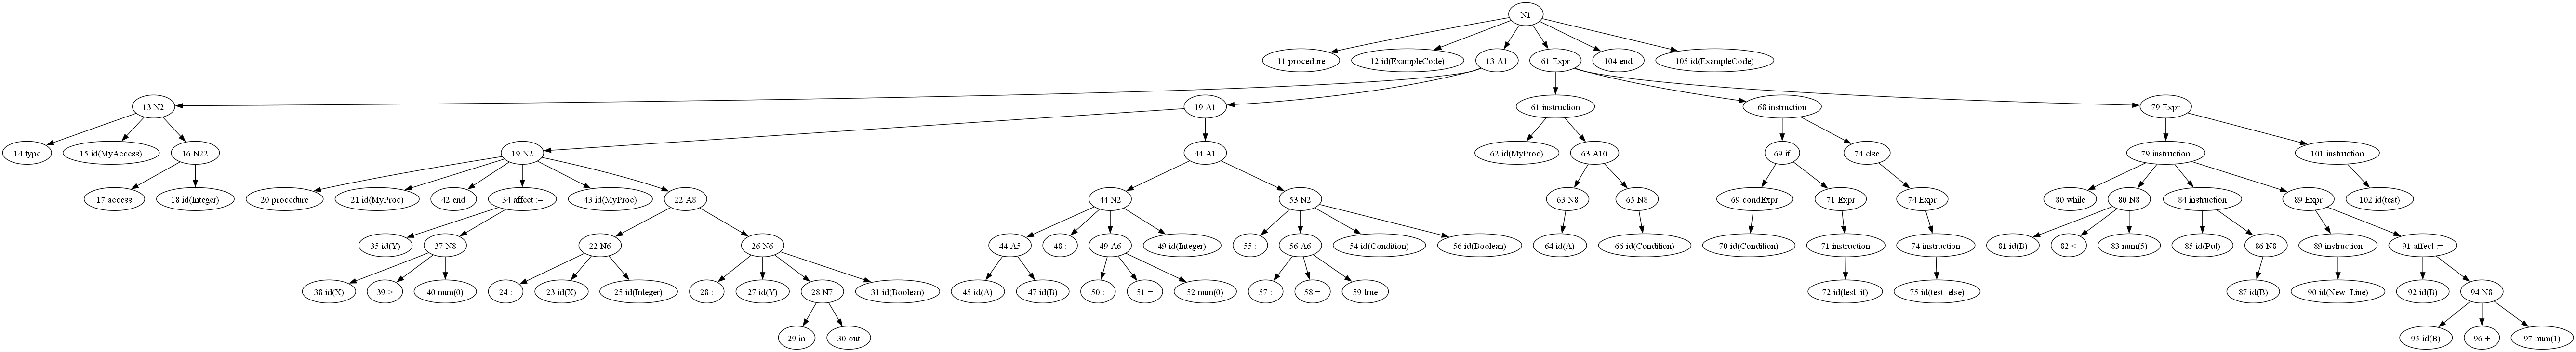 N1
11 procedure
12 id(ExampleCode)
13 A1
61 Expr
104 end
105 id(ExampleCode)
13 N2
19 A1
61 instruction
68 instruction
79 Expr
14 type
15 id(MyAccess)
16 N22
19 N2
44 A1
62 id(MyProc)
63 A10
69 if
74 else
79 instruction
101 instruction
17 access
18 id(Integer)
20 procedure
21 id(MyProc)
42 end
34 affect :=
43 id(MyProc)
22 A8
44 N2
53 N2
63 N8
65 N8
69 condExpr
71 Expr
74 Expr
80 while
80 N8
84 instruction
89 Expr
102 id(test)
35 id(Y)
37 N8
22 N6
26 N6
44 A5
48 :
49 A6
49 id(Integer)
55 :
56 A6
54 id(Condition)
56 id(Boolean)
64 id(A)
66 id(Condition)
70 id(Condition)
71 instruction
74 instruction
81 id(B)
82 <
83 num(5)
85 id(Put)
86 N8
89 instruction
91 affect :=
38 id(X)
39 >
40 num(0)
24 :
23 id(X)
25 id(Integer)
28 :
27 id(Y)
28 N7
31 id(Boolean)
45 id(A)
47 id(B)
50 :
51 =
52 num(0)
57 :
58 =
59 true
72 id(test_if)
75 id(test_else)
87 id(B)
90 id(New_Line)
92 id(B)
94 N8
29 in
30 out
95 id(B)
96 +
97 num(1)